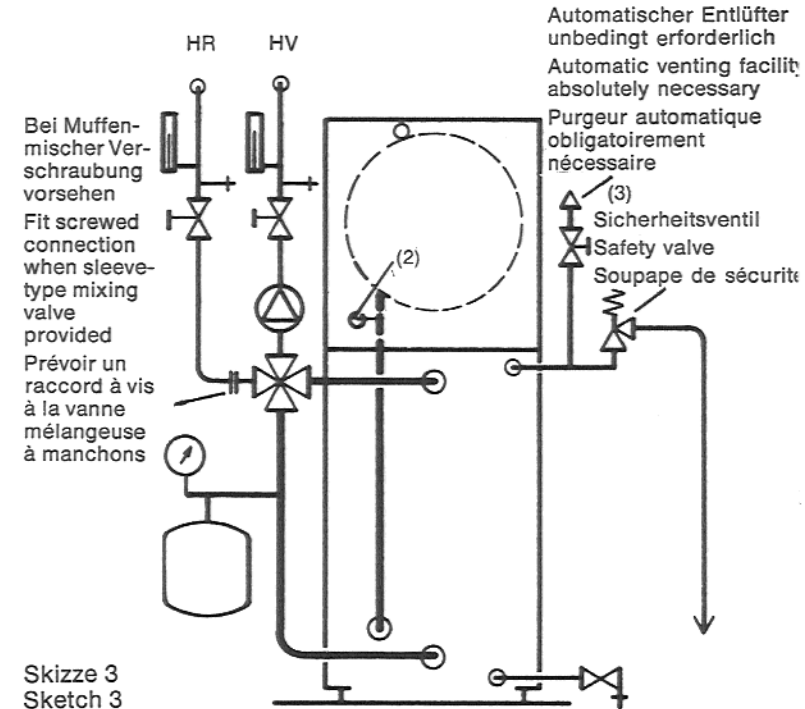 HR
HV
Automatischer Entlüfter
unbedingt erforderlich
Automatic venting facility
absolutely necessary
Purgeur automatique
obligatoirement
nécessaire
(3)
Sicherheitsventil
Safety valve
Soupape de sécurité
Bei Muffen-
mischer Ver-
schraubung
vorsehen
Fit screwed
connection
when sleeve-
type mixing
valve
provided
Prévoir un
raccord à vis
à la vanne
mélangeuse
à manchons
(2)
Skizze 3
Sketch 3